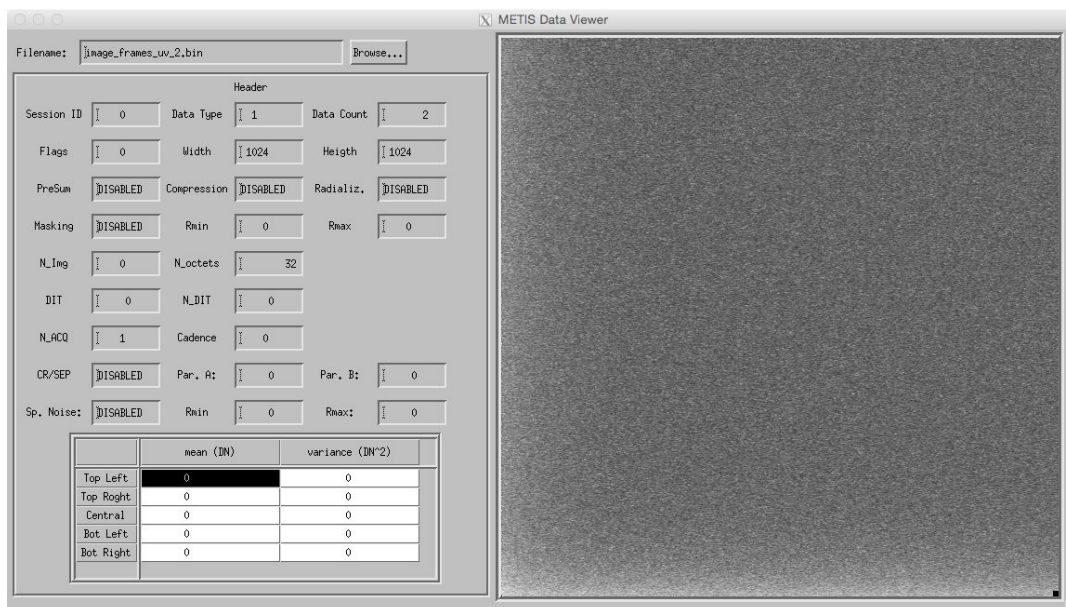 METIS Data Viewer
Filename: image_frames_uv_2.bin Browse...
Header
Session ID 0 Data Type 1 Data Count 2
Flags 0 Width 1024 Heigth 1024
PreSum DISABLED Compression DISABLED Radializ. DISABLED
Masking DISABLED Rmin 0 Rmax 0
N_Img 0 N_octets 32
DIT 0 N_DIT 0
N_ACQ 1 Cadence 0
CR/SEP DISABLED Par. A: 0 Par. B: 0
Sp. Noise: DISABLED Rmin 0 Rmax: 0
mean (DN) variance (DN^2)
Top Left 0 0
Top Roght 0 0
Central 0 0
Bot Left 0 0
Bot Right 0 0